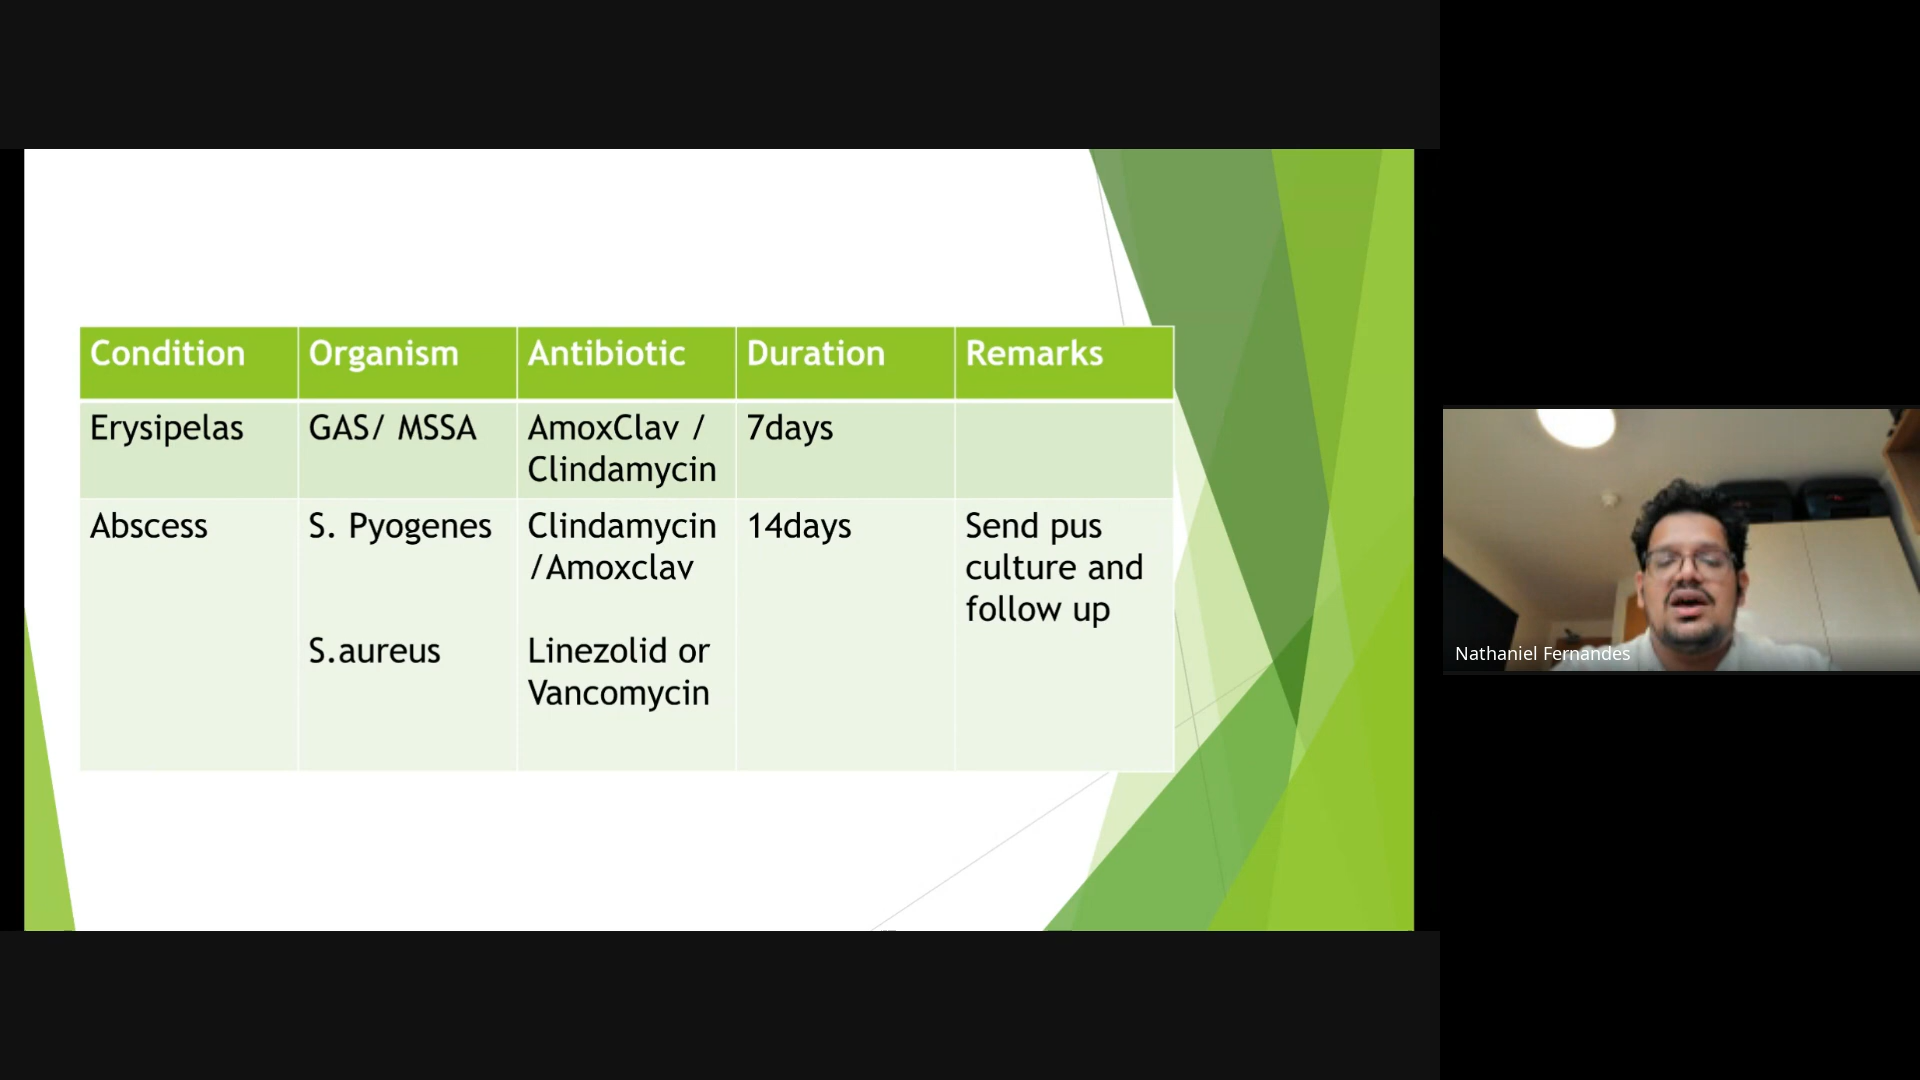 Condition
Organism
Antibiotic
Duration
Remarks
Erysipelas
GAS/ MSSA
AmoxClav /
Clindamycin
7days
Abscess
S. Pyogenes
S.aureus
Clindamycin
/Amoxclav
Linezolid or
Vancomycin
14days
Send pus
culture and
follow up
Nathaniel Fernandes